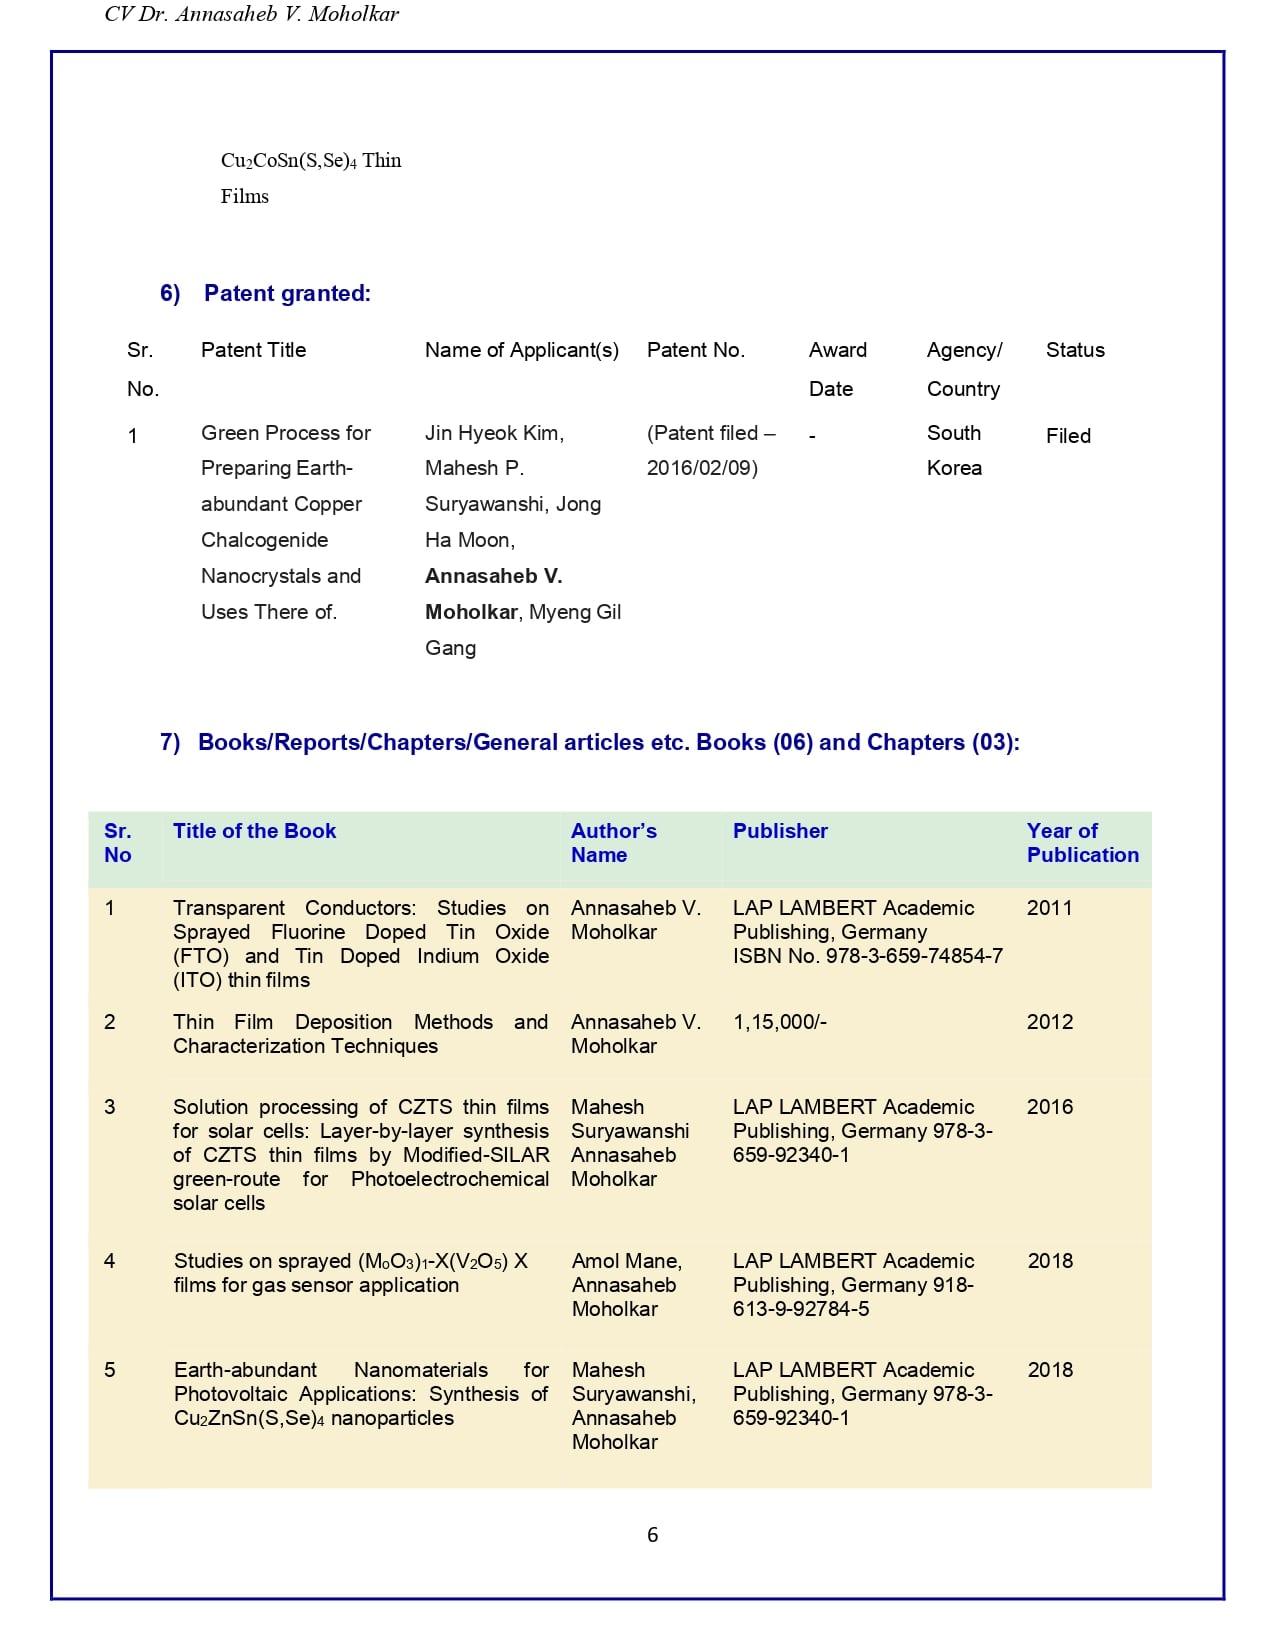 CV Dr. Annasaheb V. Moholkar
Cu₂CoSn(S,Se)₄ Thin
Films
6) Patent granted:
Sr. No. Patent Title Name of Applicant(s) Patent No. Award Date Agency/ Country Status
1 Green Process for Preparing Earth-abundant Copper Chalcogenide Nanocrystals and Uses There of. Jin Hyeok Kim, Mahesh P. Suryawanshi, Jong Ha Moon, Annasaheb V. Moholkar, Myeng Gil Gang (Patent filed – 2016/02/09) - South Korea Filed
7) Books/Reports/Chapters/General articles etc. Books (06) and Chapters (03):
Sr. No Title of the Book Author's Name Publisher Year of Publication
1 Transparent Conductors: Studies on Sprayed Fluorine Doped Tin Oxide (FTO) and Tin Doped Indium Oxide (ITO) thin films Annasaheb V. Moholkar LAP LAMBERT Academic Publishing, Germany ISBN No. 978-3-659-74854-7 2011
2 Thin Film Deposition Methods and Characterization Techniques Annasaheb V. Moholkar 1,15,000/- 2012
3 Solution processing of CZTS thin films for solar cells: Layer-by-layer synthesis of CZTS thin films by Modified-SILAR green-route for Photoelectrochemical solar cells Mahesh Suryawanshi Annasaheb Moholkar LAP LAMBERT Academic Publishing, Germany 978-3-659-92340-1 2016
4 Studies on sprayed (MₒO₃)₁-X(V₂O₅) X films for gas sensor application Amol Mane, Annasaheb Moholkar LAP LAMBERT Academic Publishing, Germany 918-613-9-92784-5 2018
5 Earth-abundant Nanomaterials for Photovoltaic Applications: Synthesis of Cu₂ZnSn(S,Se)₄ nanoparticles Mahesh Suryawanshi, Annasaheb Moholkar LAP LAMBERT Academic Publishing, Germany 978-3-659-92340-1 2018
6